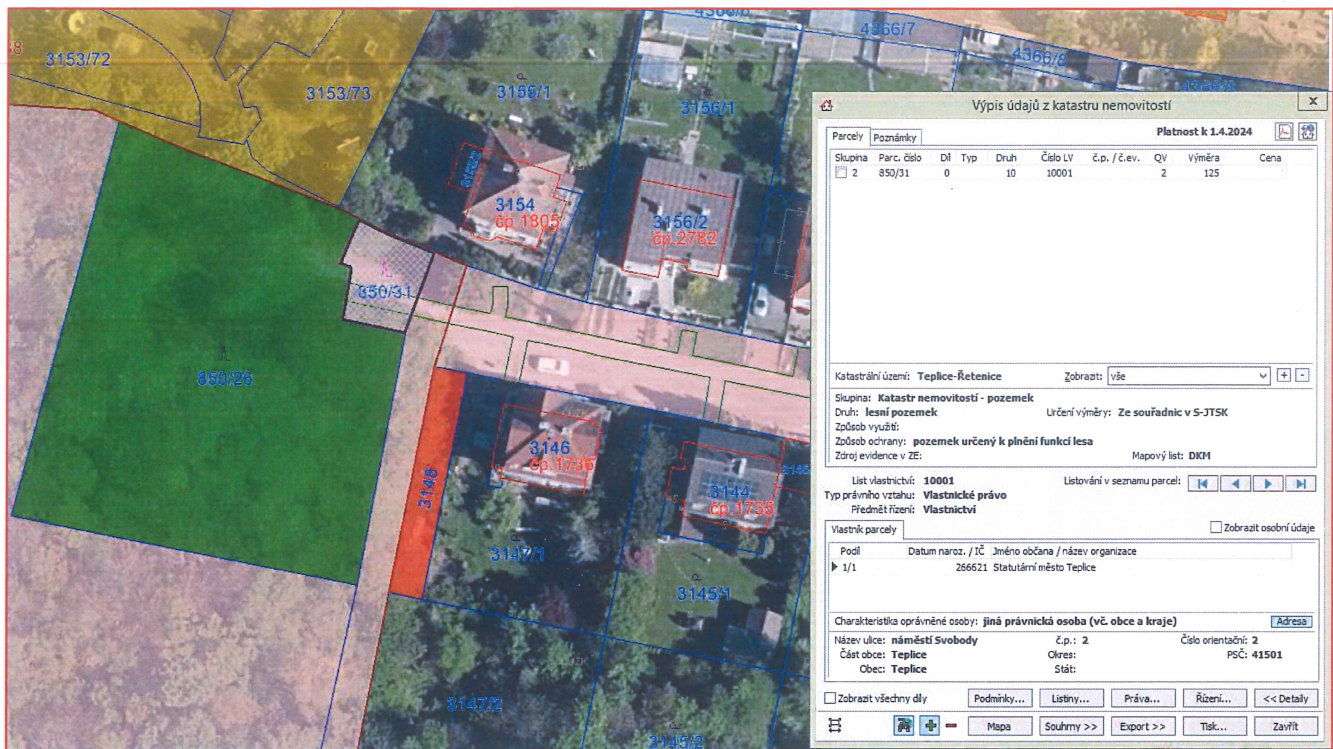 4366/7
4366/8
3153/72
3153/73
3155/1
3156/1
3154
čp.1805
3156/2
čp.2782
850/31
850/26
3148
3146
čp.1736
3144
čp.1735
3147/1
3145/1
3147/2
3145/2
Výpis údajů z katastru nemovitostí
Parcely Poznámky Platnost k 1.4.2024
Skupina Parc. číslo Díl Typ Druh Číslo LV č.p. / č.ev. QV Výměra Cena
2 850/31 0 10 10001 2 125
Katastrální území: Teplice-Řetenice Zobrazit: vše + -
Skupina: Katastr nemovitostí - pozemek
Druh: lesní pozemek Určení výměry: Ze souřadnic v S-JTSK
Způsob využití:
Způsob ochrany: pozemek určený k plnění funkcí lesa
Zdroj evidence v ZE: Mapový list: DKM
List vlastnictví: 10001 Listování v seznamu parcel:
Typ právního vztahu: Vlastnické právo
Předmět řízení: Vlastnictví
Vlastník parcely Zobrazit osobní údaje
Podíl Datum naroz. / IČ Jméno občana / název organizace
1/1 266621 Statutární město Teplice
Charakteristika oprávněné osoby: jiná právnická osoba (vč. obce a kraje) Adresa
Název ulice: náměstí Svobody č.p.: 2 Číslo orientační: 2
Část obce: Teplice Okres: PSČ: 41501
Obec: Teplice Stát:
Zobrazit všechny díly Podmínky... Listiny... Práva... Řízení... << Detaily
Mapa Souhrny >> Export >> Tisk... Zavřít